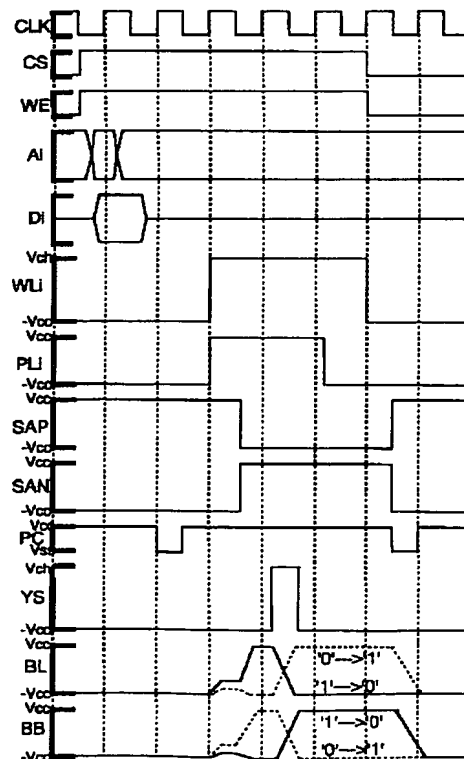 CLK
CS
WE
Ai
Di
Vch
WLi
-Vcc
Vcc
PLi
-Vcc
Vcc
SAP
-Vcc
Vcc
SAN
-Vcc
Vcc
PC
Vss
Vch
YS
-Vcc
Vcc
BL
'0'--->'1'
'1'—>'0'
-Vcc
Vcc
BB
'1'—>'0'
'0'--->'1'
-Vcc